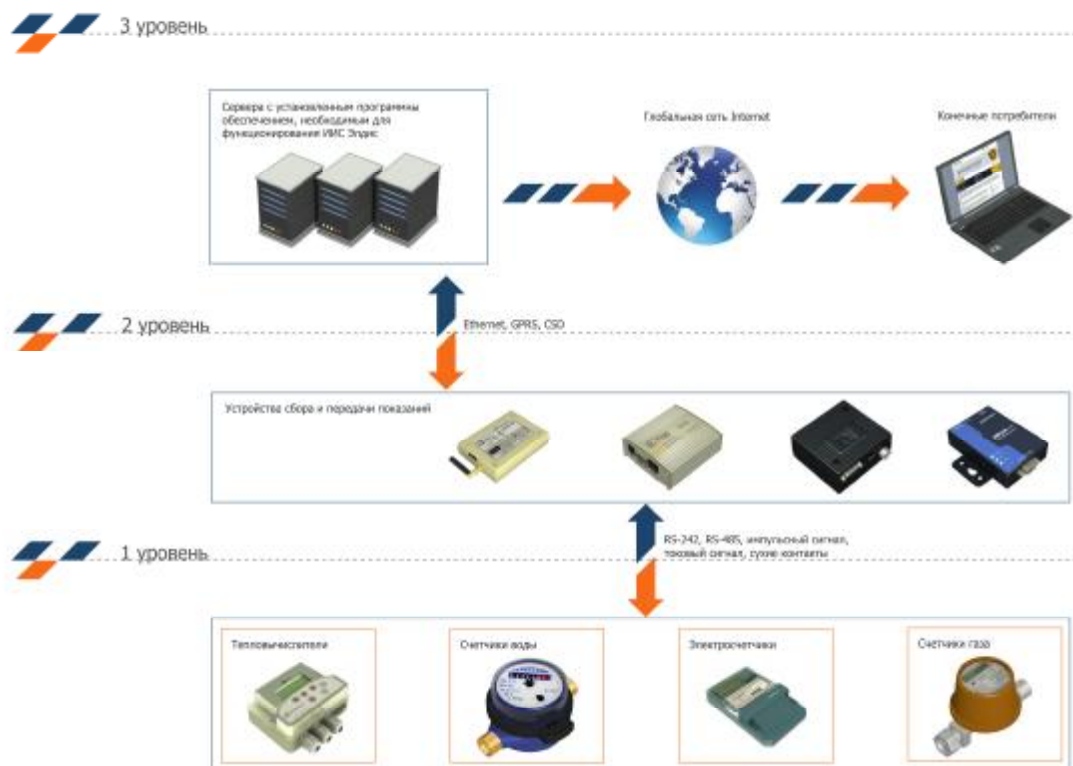 3 уровень
Сервера с установленным программы
обеспечением, необходимым для
функционирования ИИС Элдис
Глобальная сеть Internet
Конечные потребители
2 уровень
Ethernet, GPRS, CSD
Устройства сбора и передачи показаний
1 уровень
RS-242, RS-485, импульсный сигнал,
токовый сигнал, сухие контакты
Тепловычислители
Счетчики воды
Электросчетчики
Счетчики газа